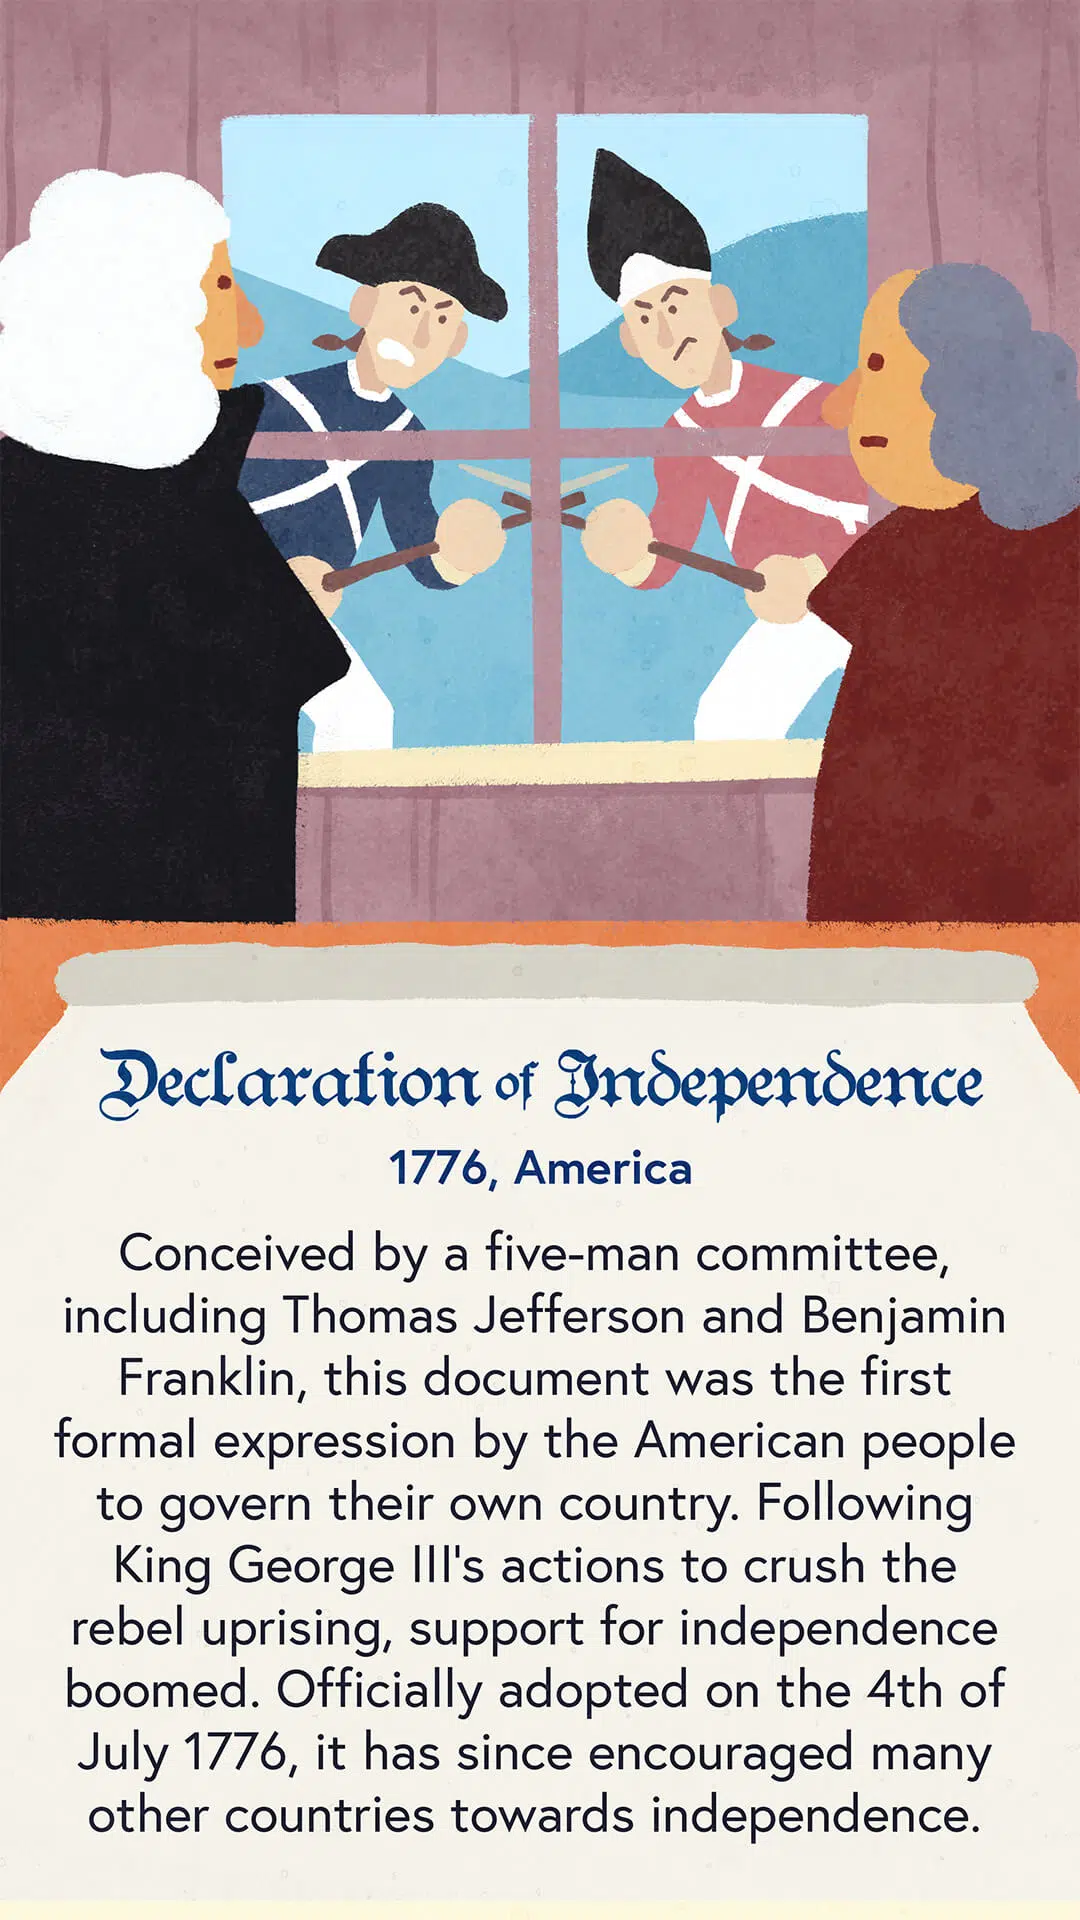 Declaration of Independence
1776, America
Conceived by a five-man committee,
including Thomas Jefferson and Benjamin
Franklin, this document was the first
formal expression by the American people
to govern their own country. Following
King George III's actions to crush the
rebel uprising, support for independence
boomed. Officially adopted on the 4th of
July 1776, it has since encouraged many
other countries towards independence.